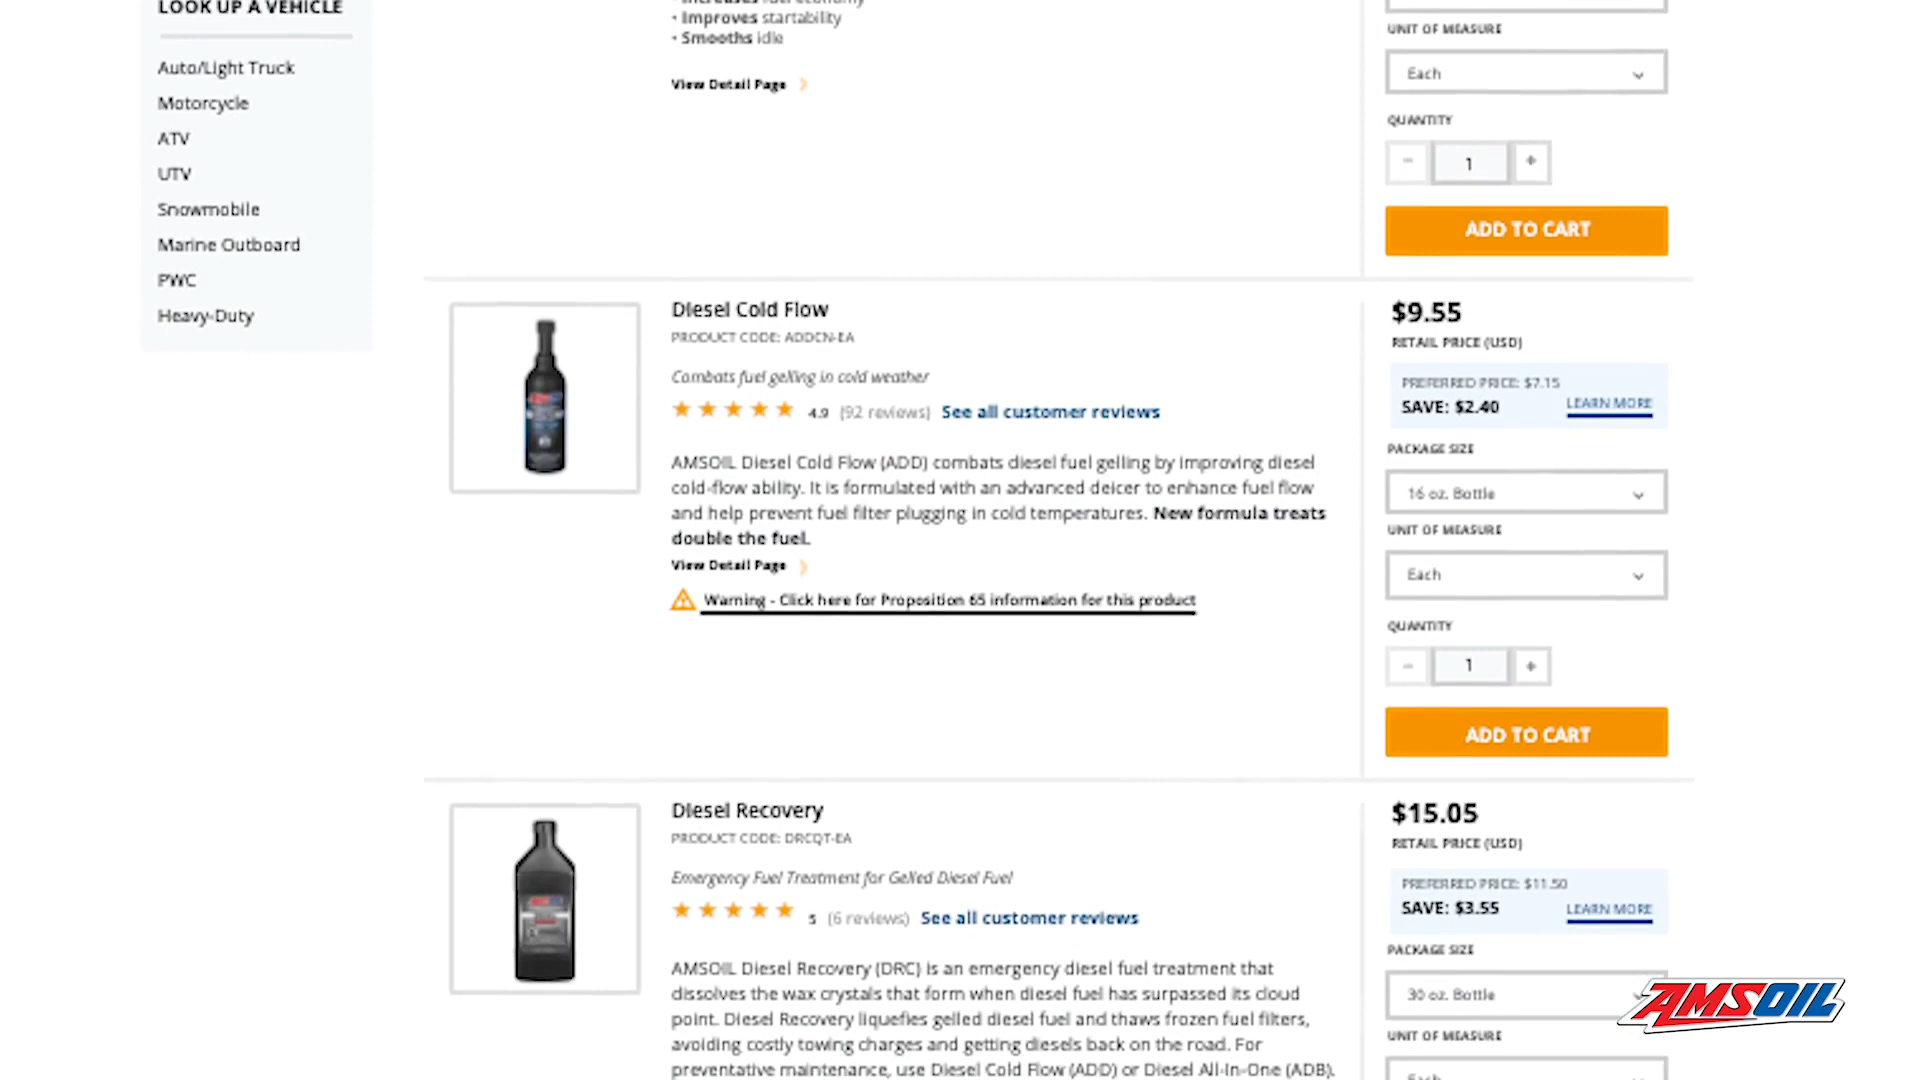 LOOK UP A VEHICLE
Auto/Light Truck
Motorcycle
ATV
UTV
Snowmobile
Marine Outboard
PWC
Heavy-Duty
• Increases fuel economy
• Improves startability
• Smooths idle
View Detail Page
UNIT OF MEASURE
Each
QUANTITY
− 1 +
ADD TO CART
Diesel Cold Flow
PRODUCT CODE: ADDCN-EA
Combats fuel gelling in cold weather
4.9 (92 reviews) See all customer reviews
AMSOIL Diesel Cold Flow (ADD) combats diesel fuel gelling by improving diesel
cold-flow ability. It is formulated with an advanced deicer to enhance fuel flow
and help prevent fuel filter plugging in cold temperatures. New formula treats
double the fuel.
View Detail Page
Warning - Click here for Proposition 65 information for this product
$9.55
RETAIL PRICE (USD)
PREFERRED PRICE: $7.15
SAVE: $2.40 LEARN MORE
PACKAGE SIZE
16 oz. Bottle
UNIT OF MEASURE
Each
QUANTITY
− 1 +
ADD TO CART
AMSOIL
Diesel Recovery
PRODUCT CODE: DRCQT-EA
Emergency Fuel Treatment for Gelled Diesel Fuel
5 (6 reviews) See all customer reviews
AMSOIL Diesel Recovery (DRC) is an emergency diesel fuel treatment that
dissolves the wax crystals that form when diesel fuel has surpassed its cloud
point. Diesel Recovery liquefies gelled diesel fuel and thaws frozen fuel filters,
avoiding costly towing charges and getting diesels back on the road. For
preventative maintenance, use Diesel Cold Flow (ADD) or Diesel All-In-One (ADB).
$15.05
RETAIL PRICE (USD)
PREFERRED PRICE: $11.50
SAVE: $3.55 LEARN MORE
PACKAGE SIZE
30 oz. Bottle
UNIT OF MEASURE
Each
AMSOIL
AMSOIL